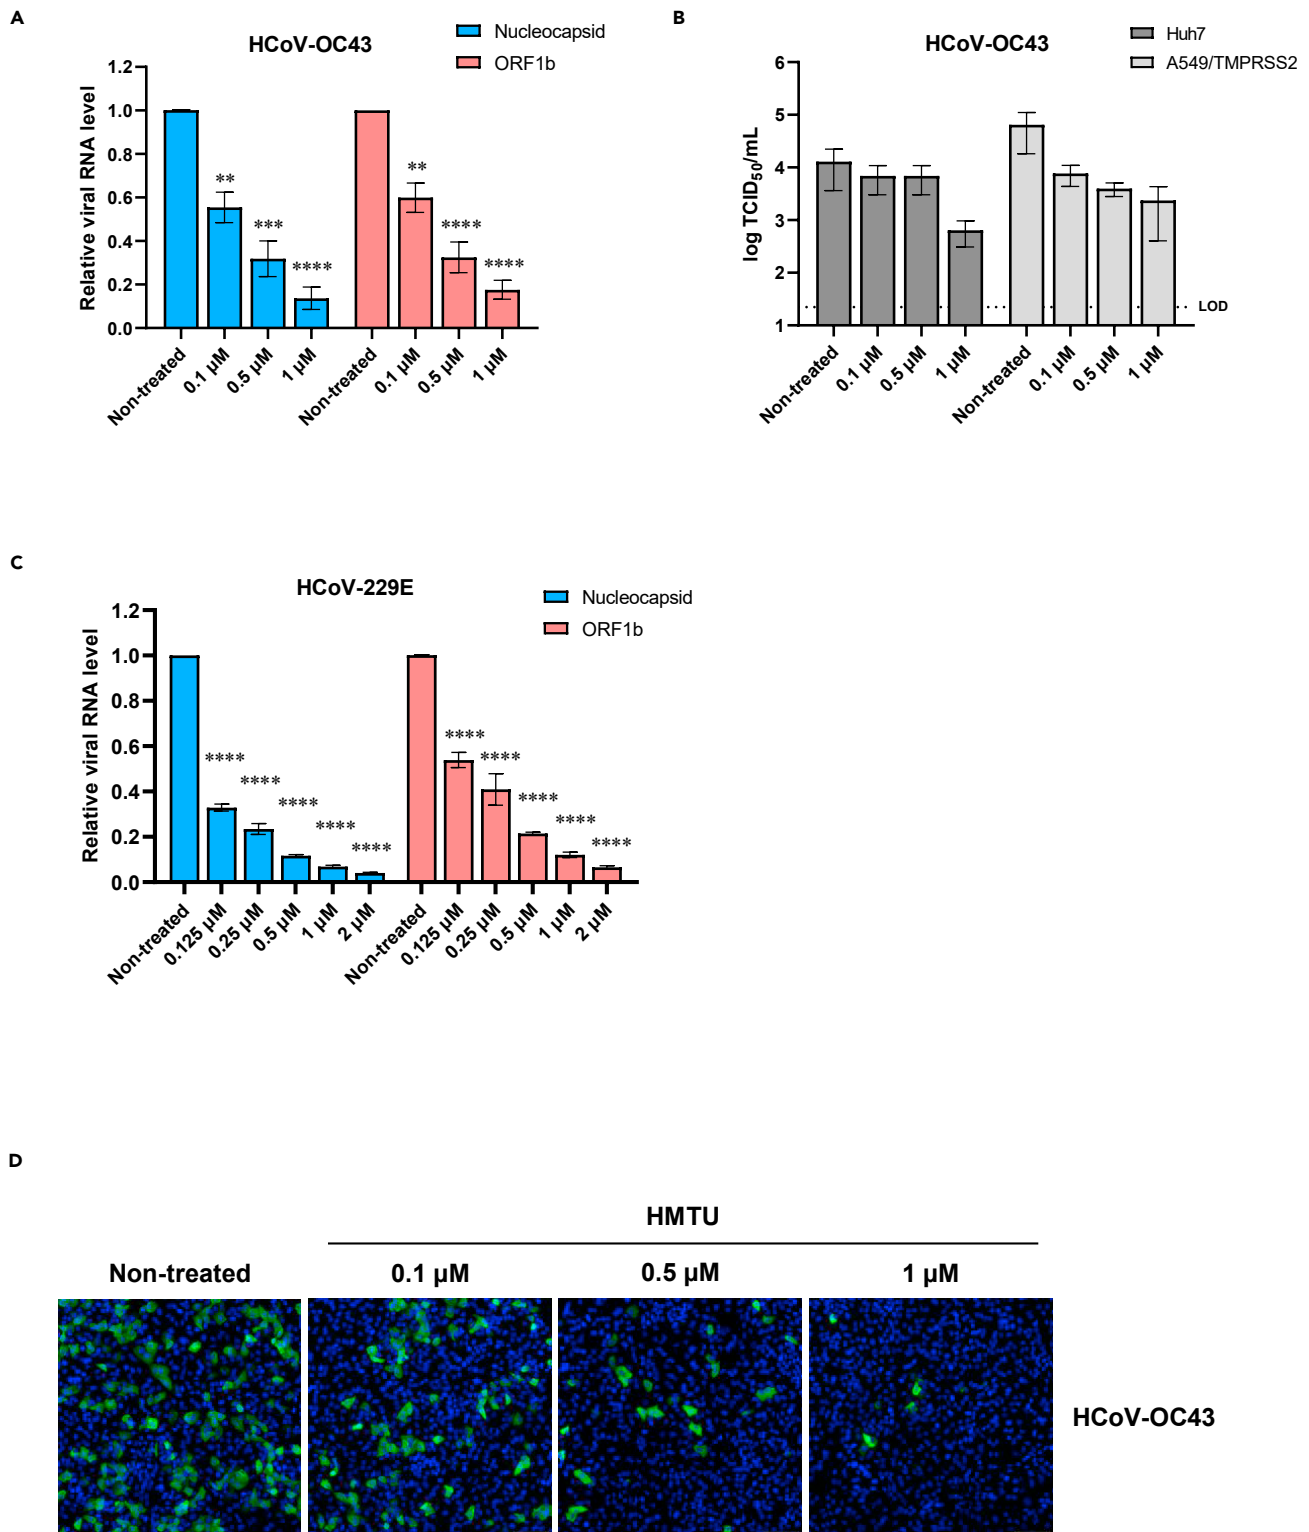 A
HCoV-OC43
Nucleocapsid
ORF1b
Relative viral RNA level
1.2
1.0
0.8
0.6
0.4
0.2
0.0
**
***
****
**
****
****
Non-treated
0.1 µM
0.5 µM
1 µM
Non-treated
0.1 µM
0.5 µM
1 µM
B
HCoV-OC43
Huh7
A549/TMPRSS2
log TCID50/mL
6
5
4
3
2
1
LOD
Non-treated
0.1 µM
0.5 µM
1 µM
Non-treated
0.1 µM
0.5 µM
1 µM
C
HCoV-229E
Nucleocapsid
ORF1b
Relative viral RNA level
1.2
1.0
0.8
0.6
0.4
0.2
0.0
****
****
****
****
****
****
****
****
****
****
Non-treated
0.125 µM
0.25 µM
0.5 µM
1 µM
2 µM
Non-treated
0.125 µM
0.25 µM
0.5 µM
1 µM
2 µM
D
HMTU
Non-treated
0.1 µM
0.5 µM
1 µM
HCoV-OC43